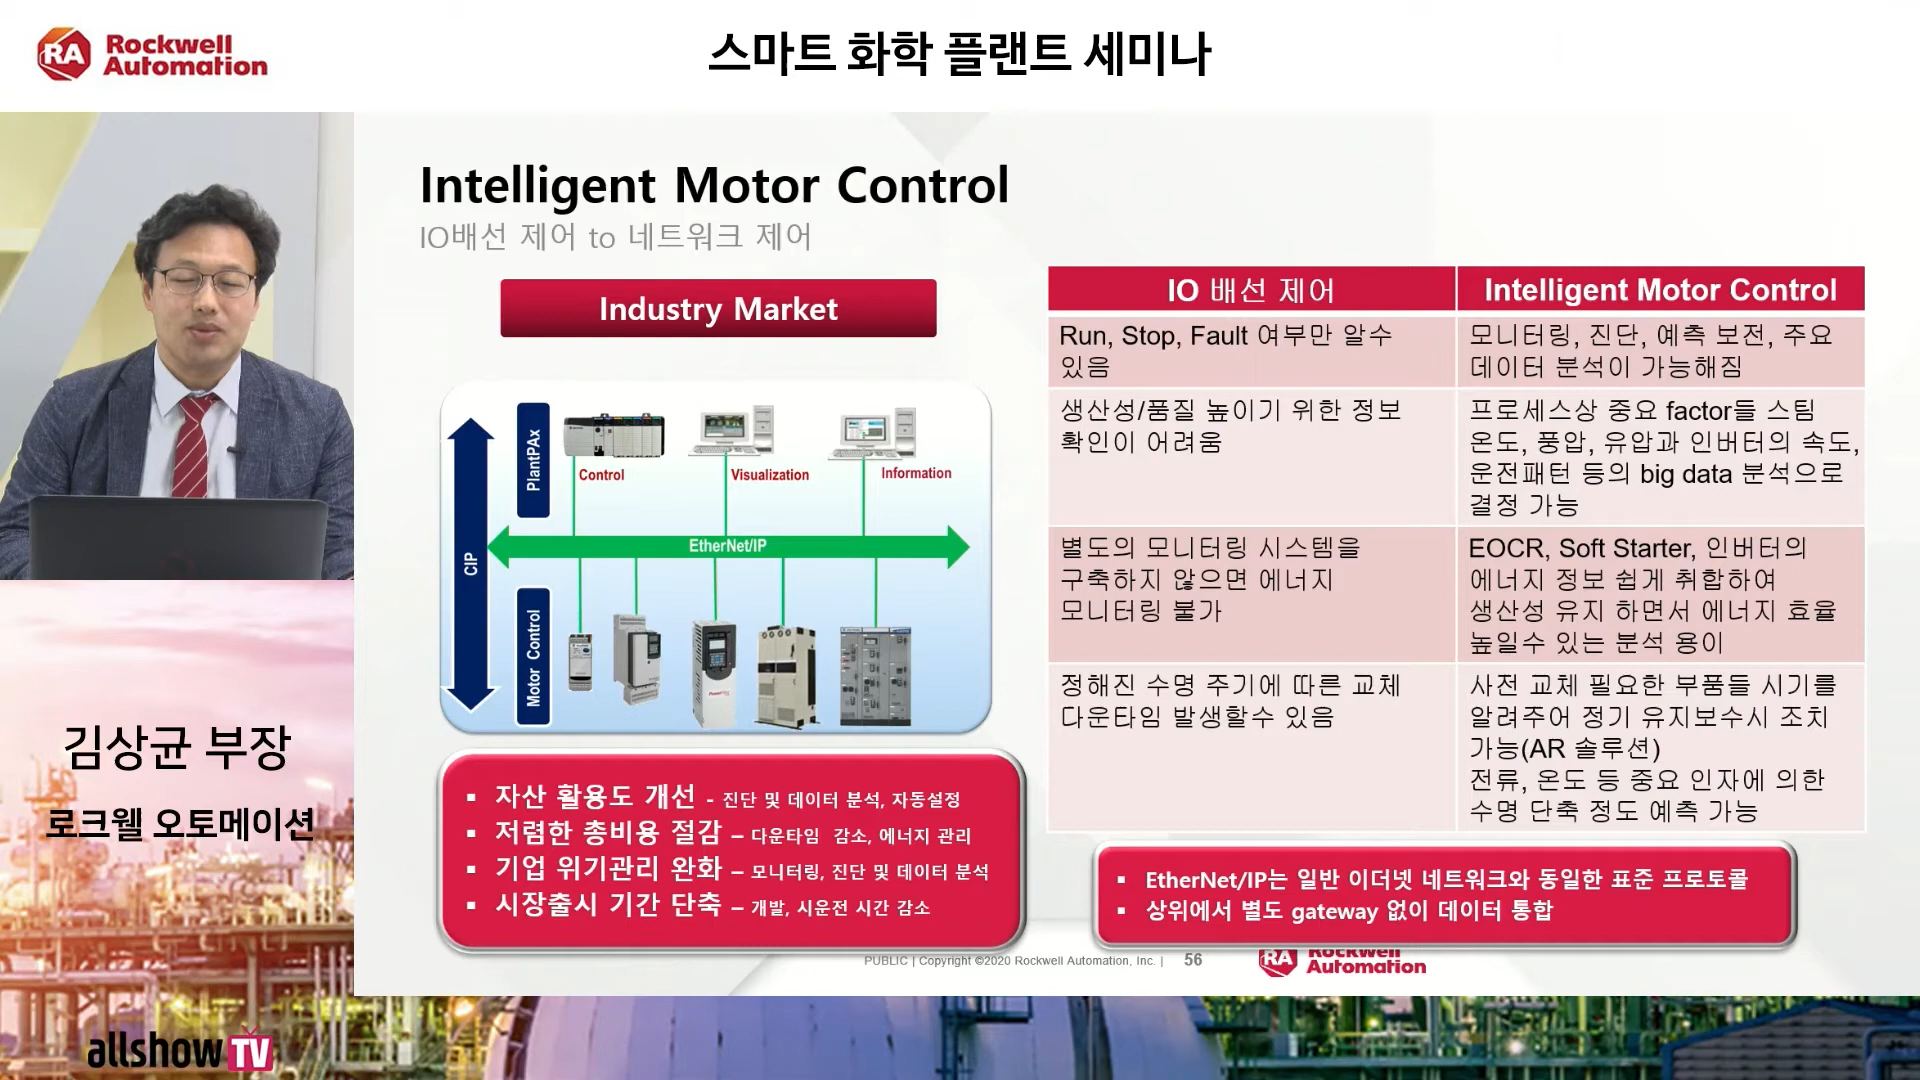 RA Rockwell Automation
스마트 화학 플랜트 세미나
Intelligent Motor Control
IO배선 제어 to 네트워크 제어
Industry Market
PlantPAx
Control
Visualization
Information
CIP
EtherNet/IP
Motor Control
▪ 자산 활용도 개선 - 진단 및 데이터 분석, 자동설정
▪ 저렴한 총비용 절감 – 다운타임 감소, 에너지 관리
▪ 기업 위기관리 완화 – 모니터링, 진단 및 데이터 분석
▪ 시장출시 기간 단축 – 개발, 시운전 시간 감소
IO 배선 제어
Intelligent Motor Control
Run, Stop, Fault 여부만 알수
있음
모니터링, 진단, 예측 보전, 주요
데이터 분석이 가능해짐
생산성/품질 높이기 위한 정보
확인이 어려움
프로세스상 중요 factor들 스팀
온도, 풍압, 유압과 인버터의 속도,
운전패턴 등의 big data 분석으로
결정 가능
별도의 모니터링 시스템을
구축하지 않으면 에너지
모니터링 불가
EOCR, Soft Starter, 인버터의
에너지 정보 쉽게 취합하여
생산성 유지 하면서 에너지 효율
높일수 있는 분석 용이
정해진 수명 주기에 따른 교체
다운타임 발생할수 있음
사전 교체 필요한 부품들 시기를
알려주어 정기 유지보수시 조치
가능(AR 솔루션)
전류, 온도 등 중요 인자에 의한
수명 단축 정도 예측 가능
▪ EtherNet/IP는 일반 이더넷 네트워크와 동일한 표준 프로토콜
▪ 상위에서 별도 gateway 없이 데이터 통합
PUBLIC | Copyright ©2020 Rockwell Automation, Inc. | 56
RA Rockwell Automation
김상균 부장
로크웰 오토메이션
allshow TV